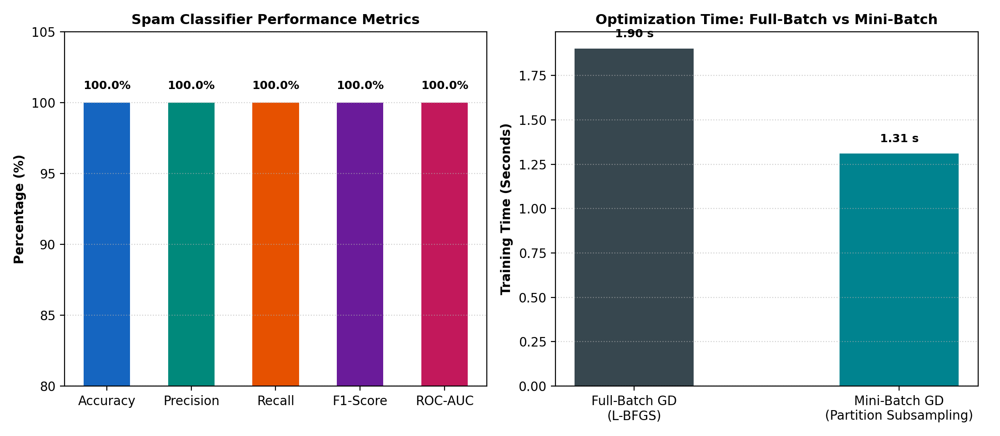 Spam Classifier Performance Metrics
105
100
95
90
85
80
Percentage (%)
100.0%
100.0%
100.0%
100.0%
100.0%
Accuracy
Precision
Recall
F1-Score
ROC-AUC
Optimization Time: Full-Batch vs Mini-Batch
1.75
1.50
1.25
1.00
0.75
0.50
0.25
0.00
Training Time (Seconds)
1.90 s
1.31 s
Full-Batch GD
(L-BFGS)
Mini-Batch GD
(Partition Subsampling)